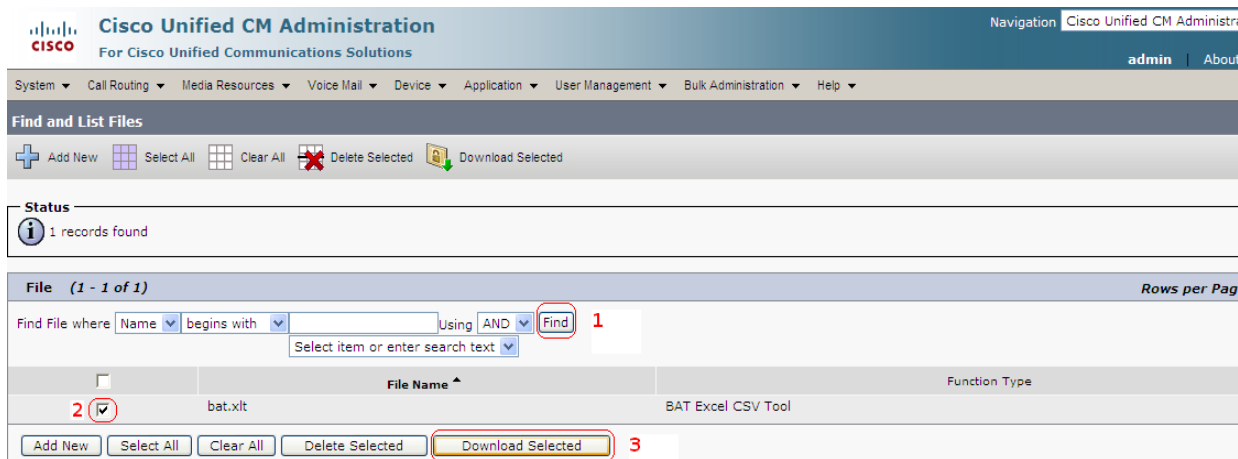 Cisco Unified CM Administration
For Cisco Unified Communications Solutions
CISCO
Navigation Cisco Unified CM Administra
admin | About
System Call Routing Media Resources Voice Mail Device Application User Management Bulk Administration Help
Find and List Files
Add New Select All Clear All Delete Selected Download Selected
Status
i 1 records found
File (1 - 1 of 1) Rows per Pag
Find File where Name begins with Using AND Find 1
Select item or enter search text
File Name Function Type
2 bat.xlt BAT Excel CSV Tool
Add New Select All Clear All Delete Selected Download Selected 3